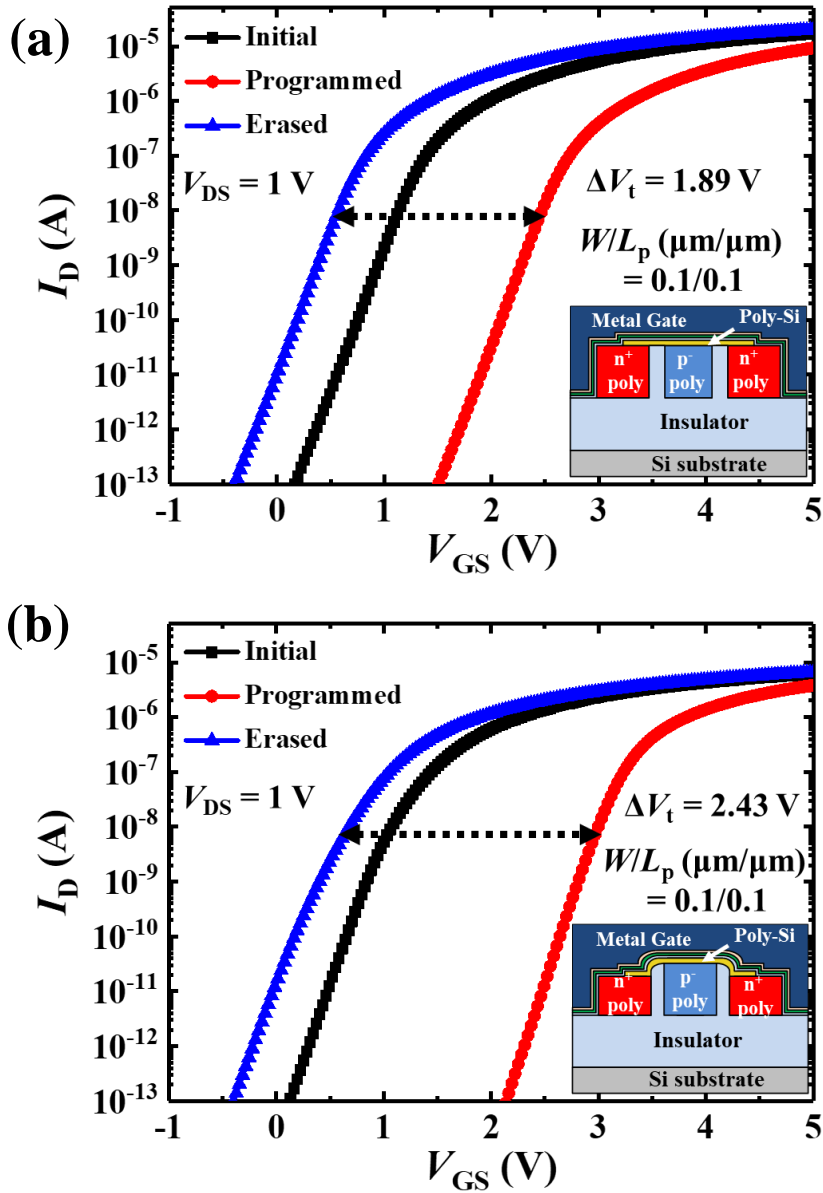 (a)
Initial
Programmed
Erased
V_DS = 1 V
ΔV_t = 1.89 V
W/L_p (μm/μm)
= 0.1/0.1
Metal Gate
Poly-Si
n⁺
poly
p⁻
poly
n⁺
poly
Insulator
Si substrate
I_D (A)
10⁻⁵
10⁻⁶
10⁻⁷
10⁻⁸
10⁻⁹
10⁻¹⁰
10⁻¹¹
10⁻¹²
10⁻¹³
-1 0 1 2 3 4 5
V_GS (V)
(b)
Initial
Programmed
Erased
V_DS = 1 V
ΔV_t = 2.43 V
W/L_p (μm/μm)
= 0.1/0.1
Metal Gate
Poly-Si
n⁺
poly
p⁻
poly
n⁺
poly
Insulator
Si substrate
I_D (A)
10⁻⁵
10⁻⁶
10⁻⁷
10⁻⁸
10⁻⁹
10⁻¹⁰
10⁻¹¹
10⁻¹²
10⁻¹³
-1 0 1 2 3 4 5
V_GS (V)